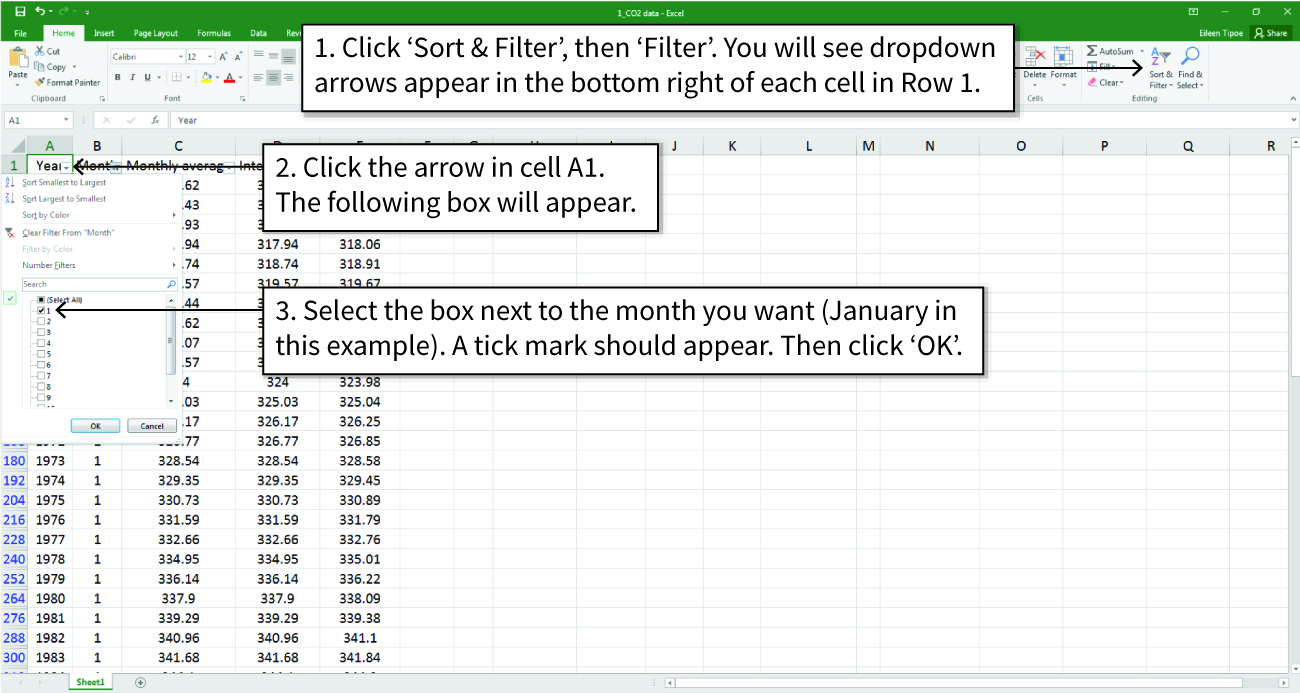 1_CO2 data - Excel
File Home Insert Page Layout Formulas Data
Eileen Tipoe Share
Paste
Cut
Copy
Format Painter
Clipboard
Calibri 12
B I U
Font
Delete Format
Cells
AutoSum
Fill
Clear
Sort & Filter
Find & Select
Editing
1. Click ‘Sort & Filter’, then ‘Filter’. You will see dropdown
arrows appear in the bottom right of each cell in Row 1.
A1 fx Year
A B C J K L M N O P Q R
1 Year Month Monthly averag Inte
2. Click the arrow in cell A1.
The following box will appear.
Sort Smallest to Largest
Sort Largest to Smallest
Sort by Color
Clear Filter From "Month"
Filter by Color
Number Filters
Search
(Select All)
1
2
3
4
5
6
7
8
9
OK Cancel
3. Select the box next to the month you want (January in
this example). A tick mark should appear. Then click ‘OK’.
.62
.43
.93
.94 317.94 318.06
.74 318.74 318.91
.57 319.57 319.67
.44
.62
.07
.57
4 324 323.98
.03 325.03 325.04
.17 326.17 326.25
.77 326.77 326.85
180 1973 1 328.54 328.54 328.58
192 1974 1 329.35 329.35 329.45
204 1975 1 330.73 330.73 330.89
216 1976 1 331.59 331.59 331.79
228 1977 1 332.66 332.66 332.76
240 1978 1 334.95 334.95 335.01
252 1979 1 336.14 336.14 336.22
264 1980 1 337.9 337.9 338.09
276 1981 1 339.29 339.29 339.38
288 1982 1 340.96 340.96 341.1
300 1983 1 341.68 341.68 341.84
Sheet1